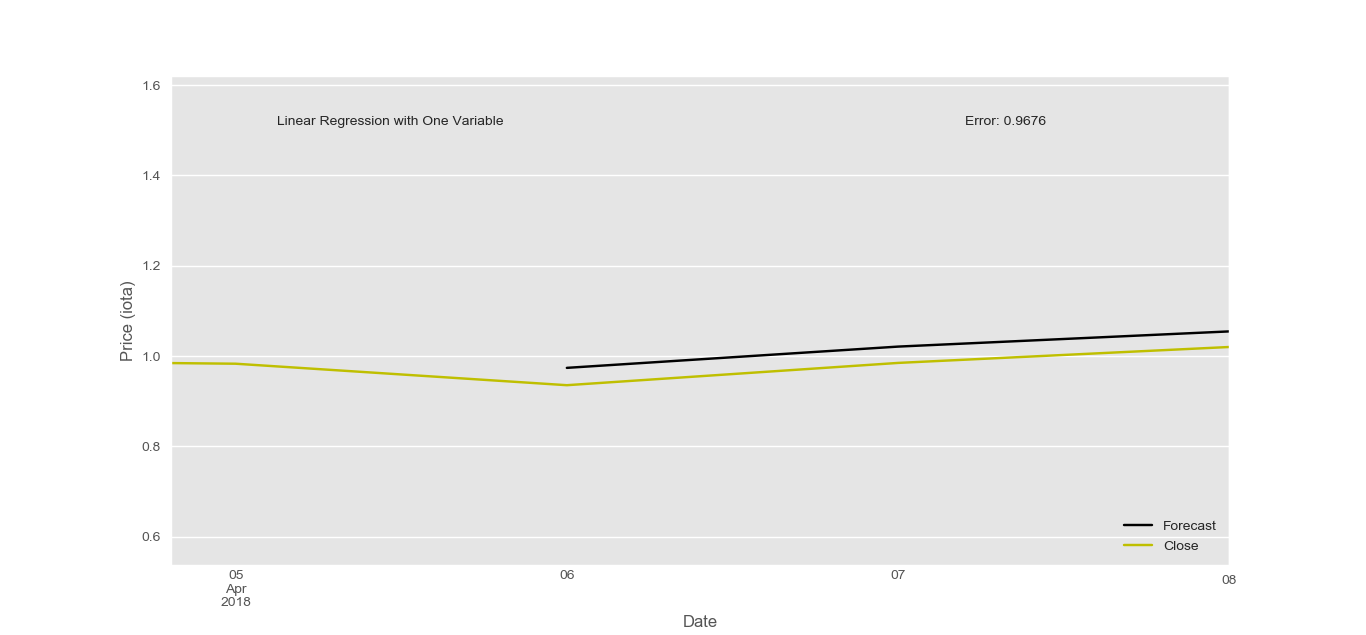 Linear Regression with One Variable
Error: 0.9676
1.6
1.4
1.2
1.0
0.8
0.6
Price (iota)
Forecast
Close
05
Apr
2018
06
07
08
Date